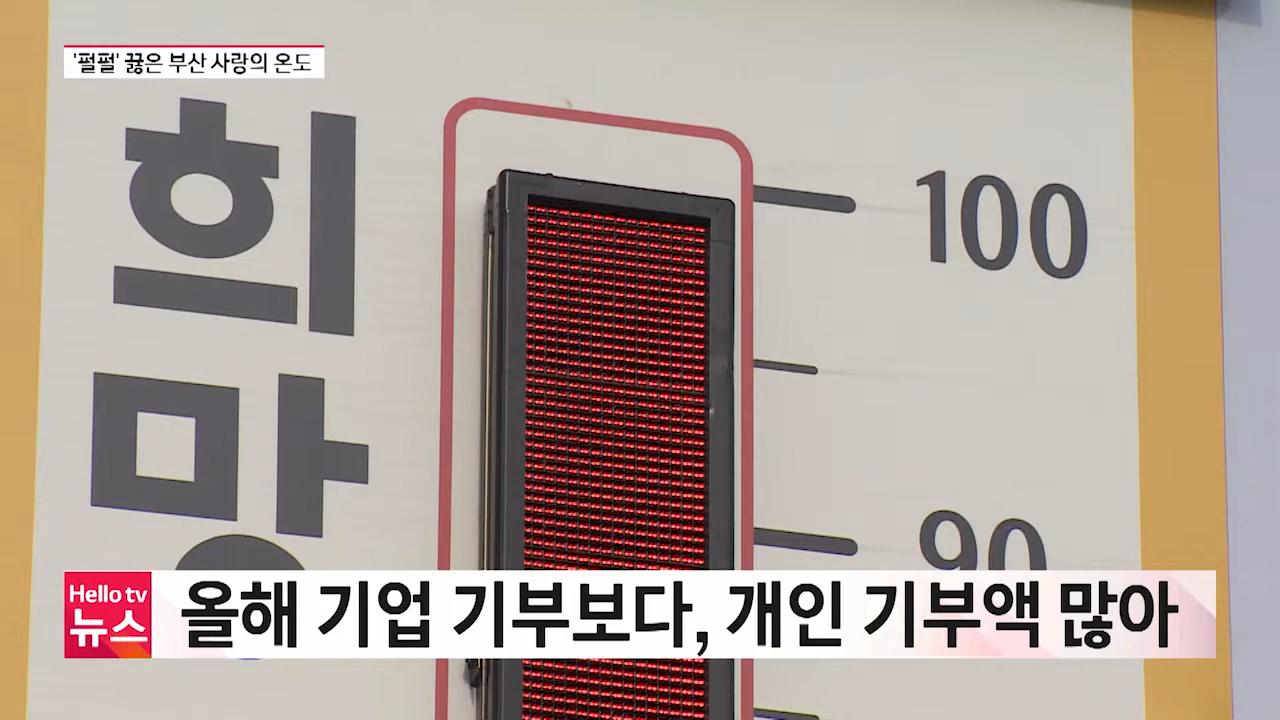 '펄펄' 끓은 부산 사랑의 온도
희망
100
90
Hello tv
뉴스
올해 기업 기부보다, 개인 기부액 많아